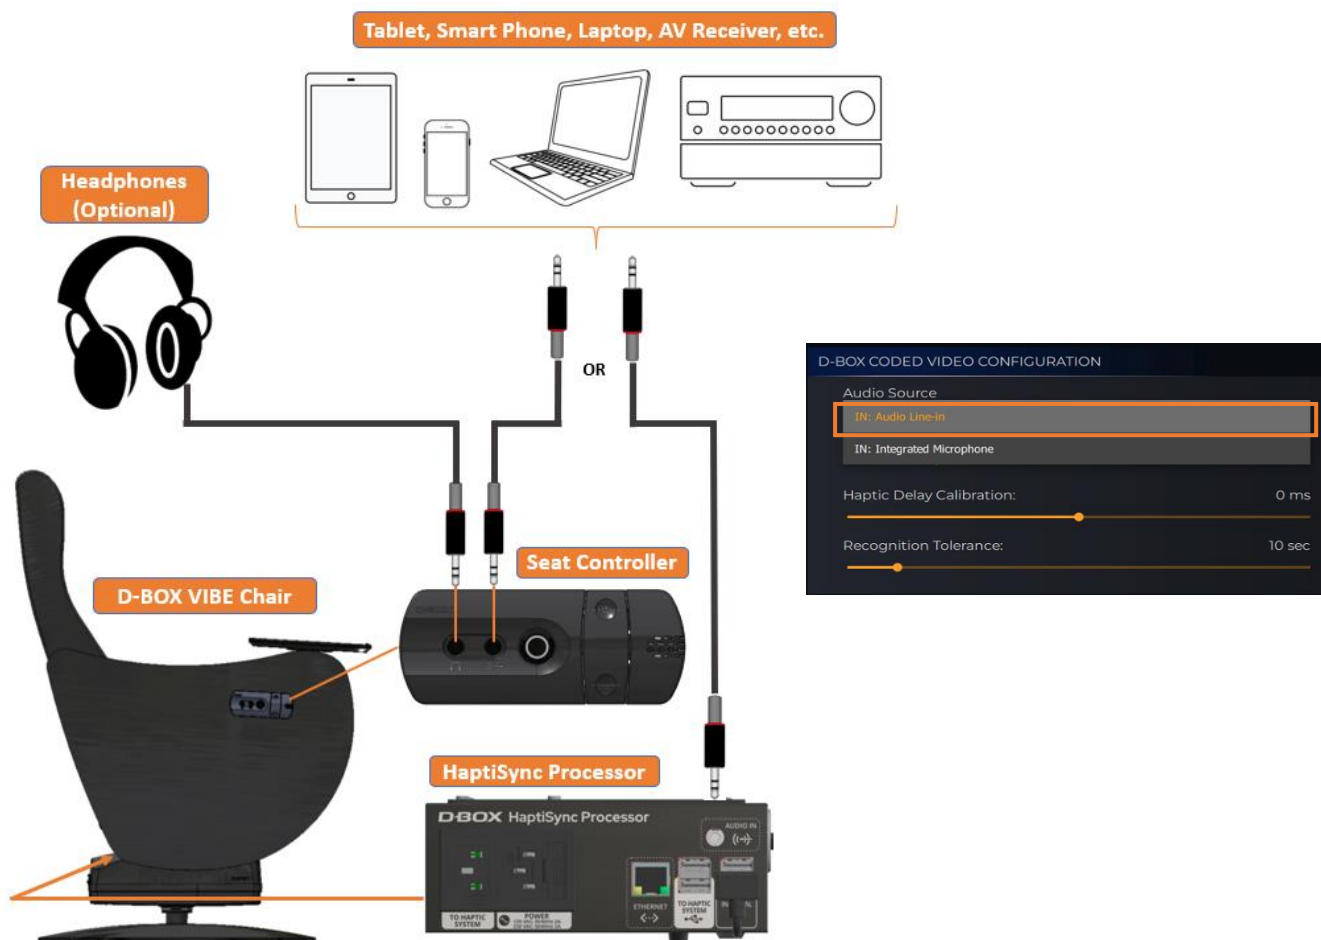 Tablet, Smart Phone, Laptop, AV Receiver, etc.
Headphones
(Optional)
OR
D-BOX CODED VIDEO CONFIGURATION
Audio Source
IN: Audio Line-in
IN: Integrated Microphone
Haptic Delay Calibration:
0 ms
Recognition Tolerance:
10 sec
Seat Controller
D-BOX VIBE Chair
HaptiSync Processor
D-BOX HaptiSync Processor
AUDIO IN
ETHERNET
TO HAPTIC
SYSTEM
TO HAPTIC
SYSTEM
POWER